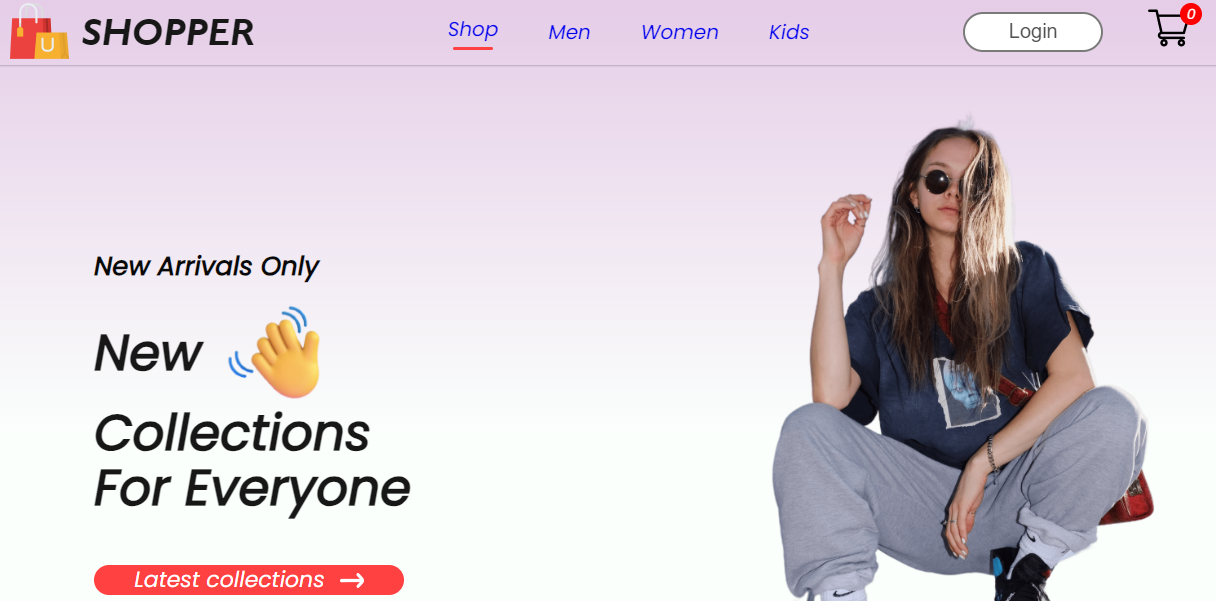 U
SHOPPER
Shop
Men
Women
Kids
Login
0
New Arrivals Only
New
Collections
For Everyone
Latest collections →